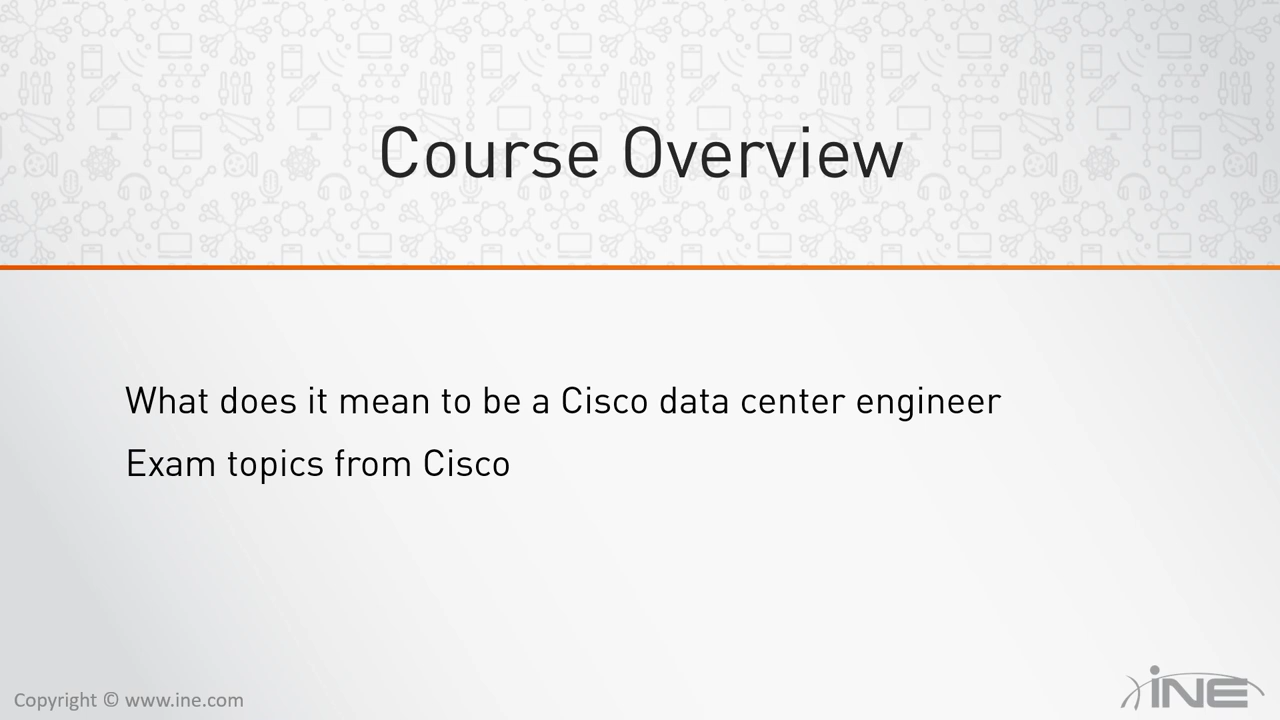 Course Overview
What does it mean to be a Cisco data center engineer
Exam topics from Cisco
Copyright © www.ine.com
iNE